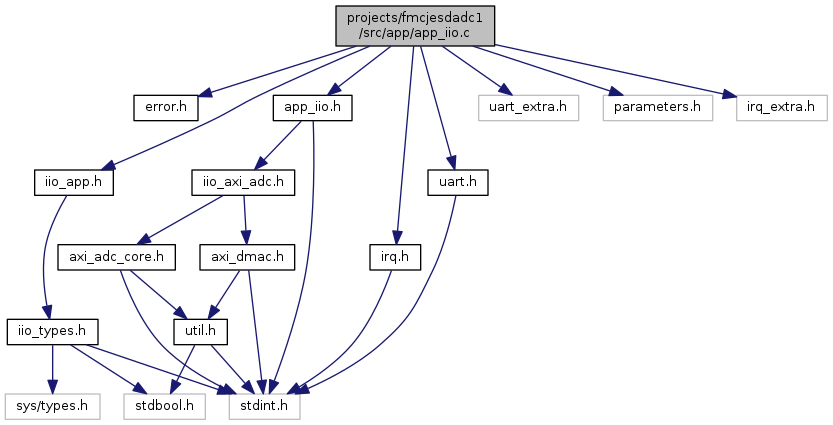 projects/fmcjesdadc1
/src/app/app_iio.c
error.h
app_iio.h
uart_extra.h
parameters.h
irq_extra.h
iio_app.h
iio_axi_adc.h
uart.h
axi_adc_core.h
axi_dmac.h
irq.h
iio_types.h
util.h
sys/types.h
stdbool.h
stdint.h